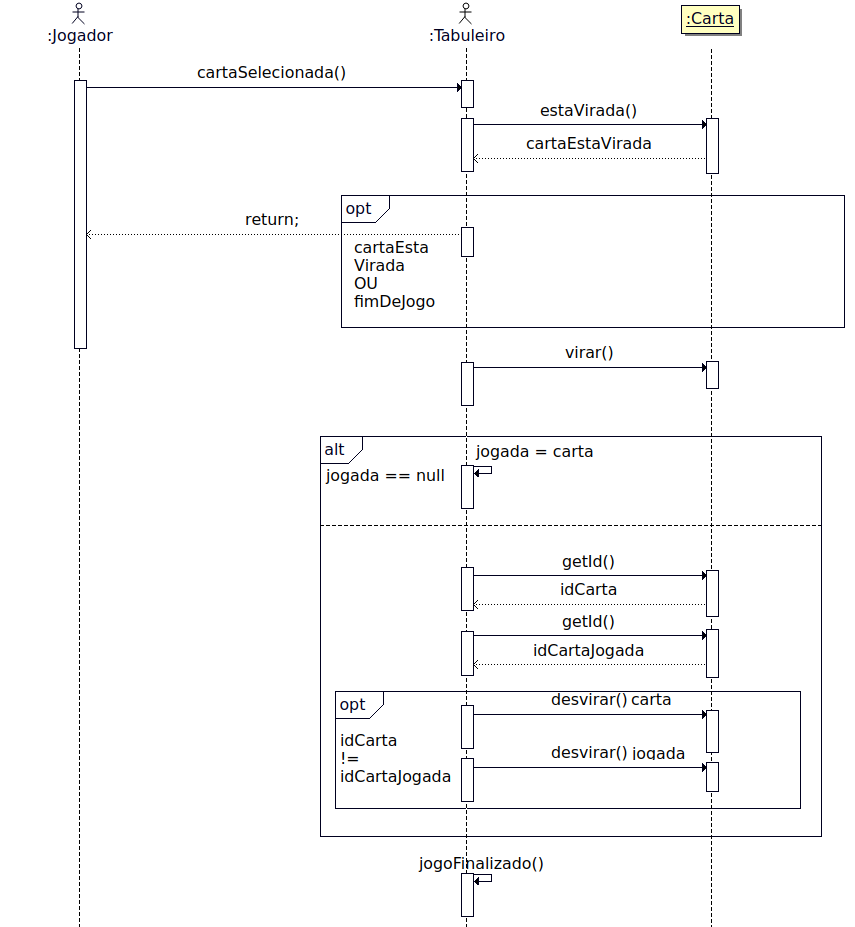 :Jogador
:Tabuleiro
:Carta
cartaSelecionada()
estaVirada()
cartaEstaVirada
opt
return;
cartaEsta
Virada
OU
fimDeJogo
virar()
alt
jogada = carta
jogada == null
getId()
idCarta
getId()
idCartaJogada
opt
desvirar() carta
idCarta
!=
idCartaJogada
desvirar() jogada
jogoFinalizado()